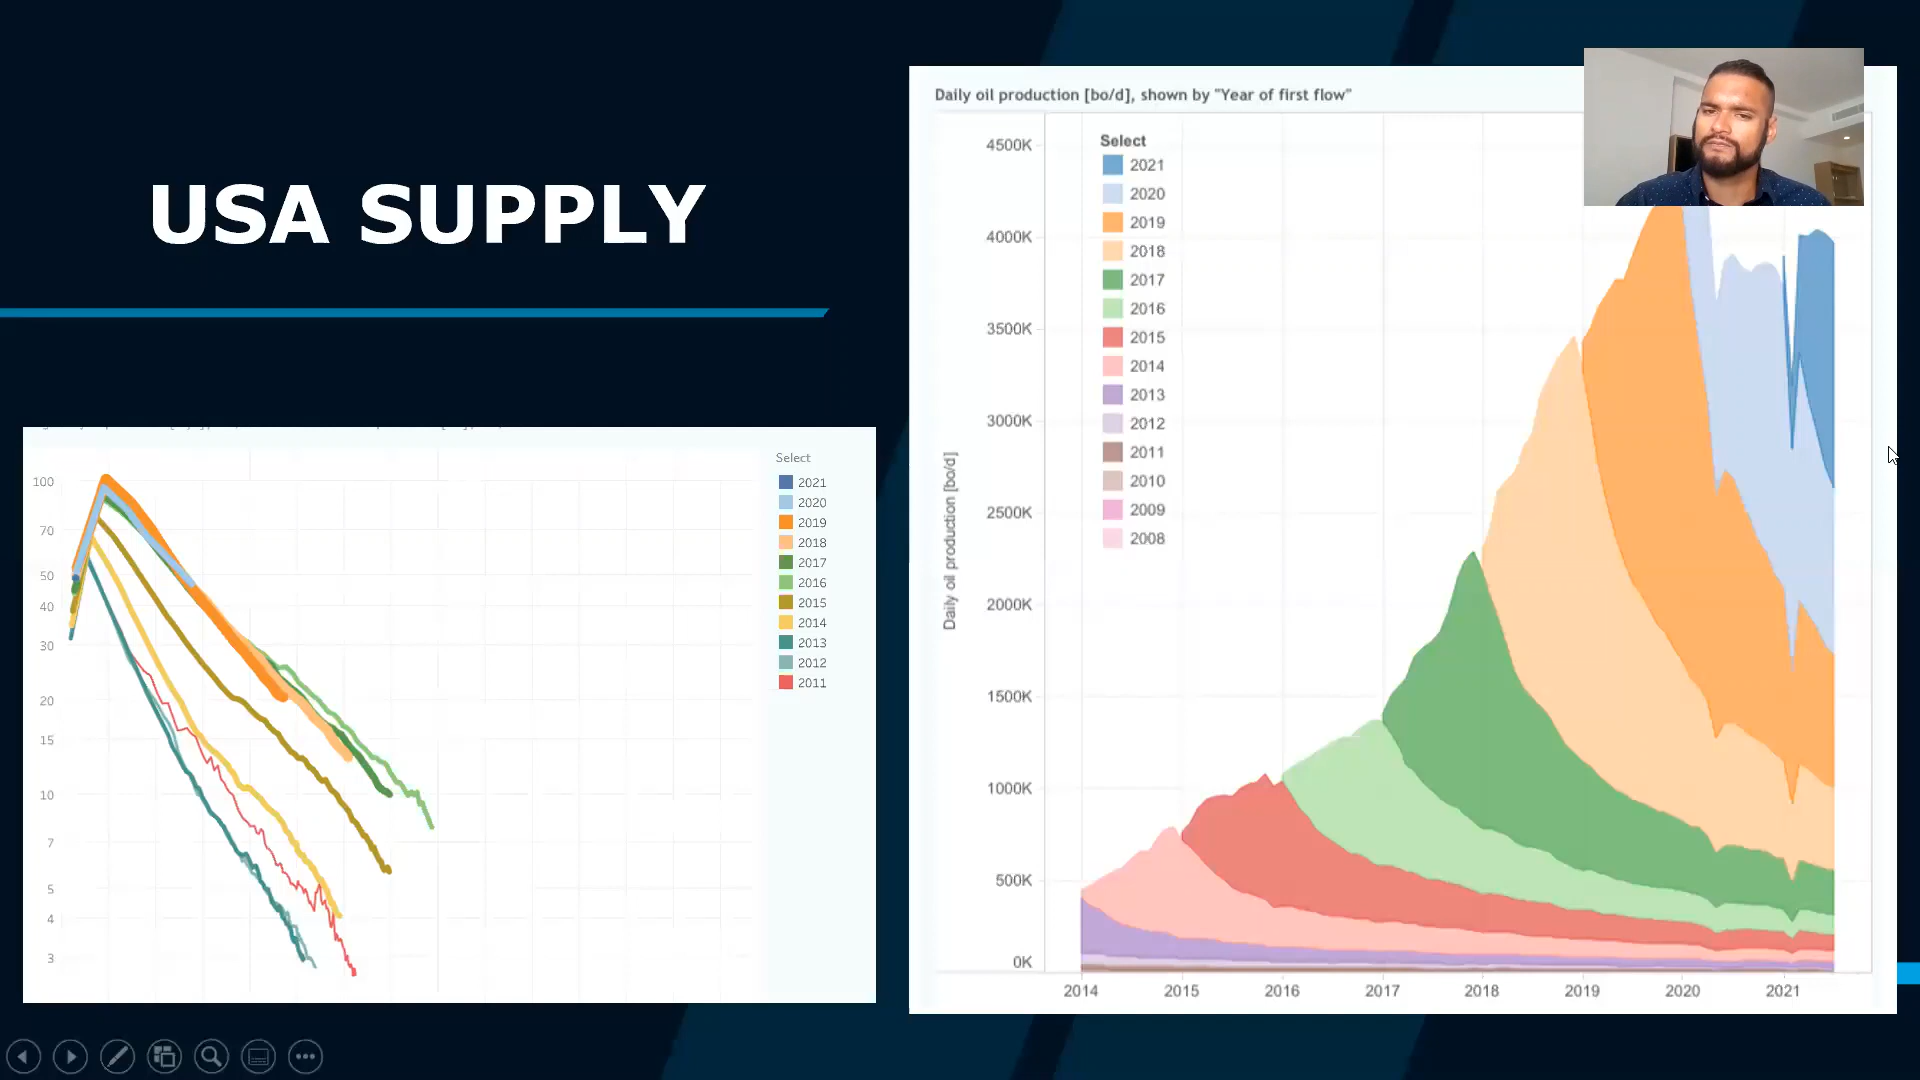 USA SUPPLY
Select
2021
2020
2019
2018
2017
2016
2015
2014
2013
2012
2011
100
70
50
40
30
20
15
10
7
5
4
3
Daily oil production [bo/d], shown by "Year of first flow"
Select
2021
2020
2019
2018
2017
2016
2015
2014
2013
2012
2011
2010
2009
2008
Daily oil production [bo/d]
4500K
4000K
3500K
3000K
2500K
2000K
1500K
1000K
500K
0K
2014 2015 2016 2017 2018 2019 2020 2021